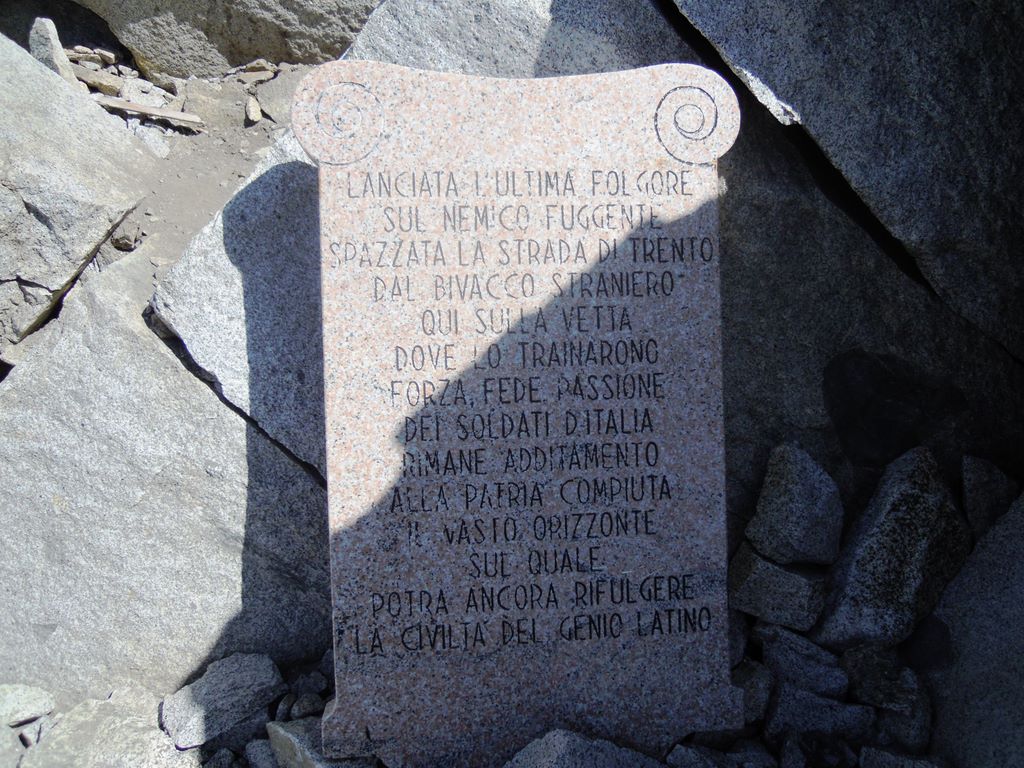 LANCIATA L'ULTIMA FOLGORE
SUL NEMICO FUGGENTE
SPAZZATA LA STRADA DI TRENTO
DAL BIVACCO STRANIERO
QUI SULLA VETTA
DOVE LO TRAINARONO
FORZA, FEDE, PASSIONE
DEI SOLDATI D'ITALIA
RIMANE ADDITAMENTO
ALLA PATRIA COMPIUTA
IL VASTO ORIZZONTE
SUL QUALE
POTRA ANCORA RIFULGERE
LA CIVILTA' DEL GENIO LATINO